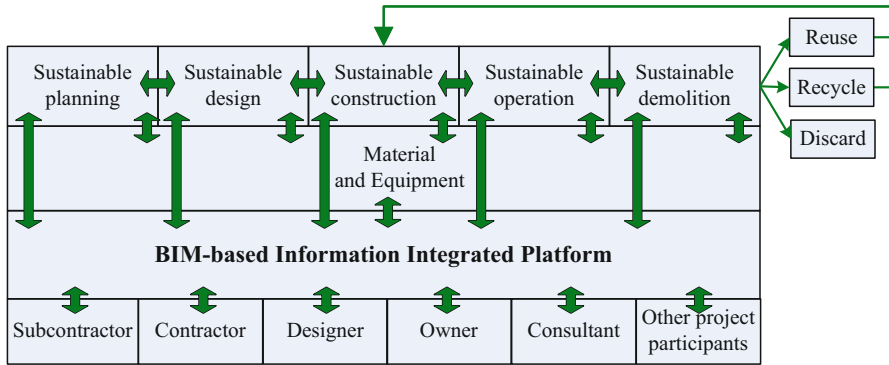 Sustainable
planning
Sustainable
design
Sustainable
construction
Sustainable
operation
Sustainable
demolition
Reuse
Recycle
Discard
Material
and Equipment
BIM-based Information Integrated Platform
Subcontractor
Contractor
Designer
Owner
Consultant
Other project
participants